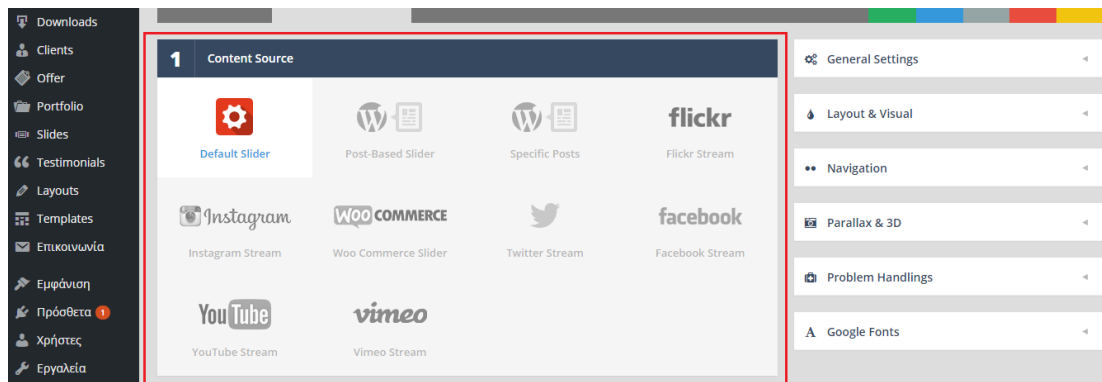 Downloads
Clients
Offer
Portfolio
Slides
Testimonials
Layouts
Templates
Επικοινωνία
Εμφάνιση
Πρόσθετα 1
Χρήστες
Εργαλεία
1 Content Source
Default Slider
Post-Based Slider
Specific Posts
flickr
Flickr Stream
Instagram
Instagram Stream
WOO COMMERCE
Woo Commerce Slider
Twitter Stream
facebook
Facebook Stream
You Tube
YouTube Stream
vimeo
Vimeo Stream
General Settings
Layout & Visual
Navigation
Parallax & 3D
Problem Handlings
A Google Fonts